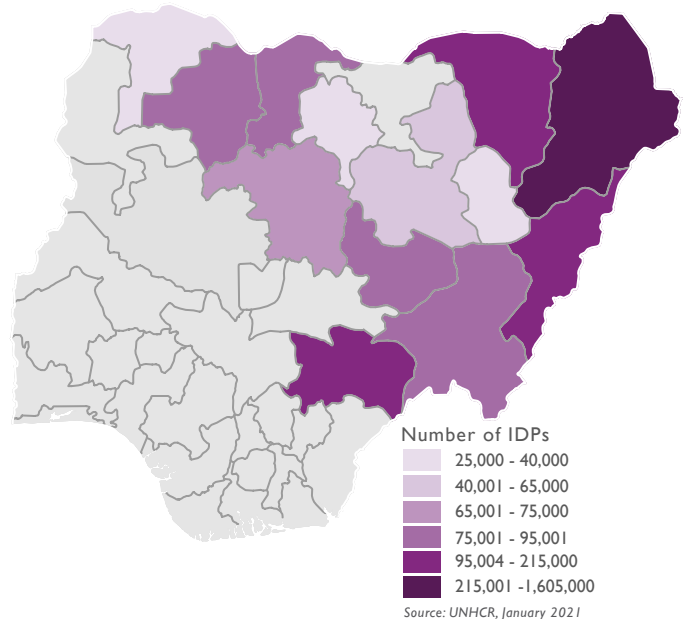 Number of IDPs
25,000 - 40,000
40,001 - 65,000
65,001 - 75,000
75,001 - 95,001
95,004 - 215,000
215,001 -1,605,000
Source: UNHCR, January 2021